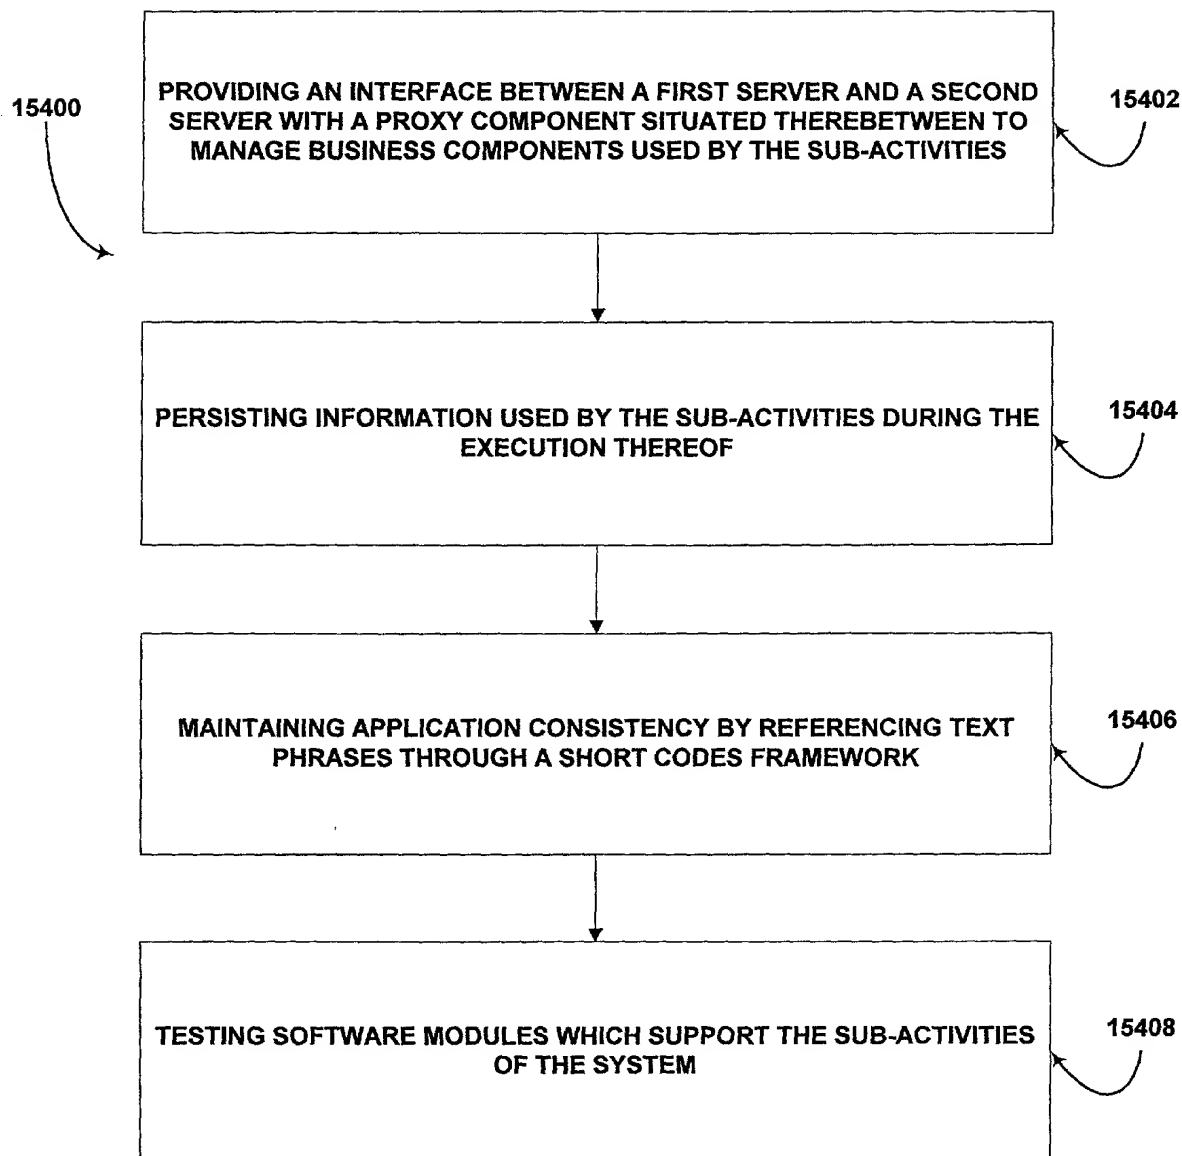 15400
PROVIDING AN INTERFACE BETWEEN A FIRST SERVER AND A SECOND
SERVER WITH A PROXY COMPONENT SITUATED THEREBETWEEN TO
MANAGE BUSINESS COMPONENTS USED BY THE SUB-ACTIVITIES
15402
PERSISTING INFORMATION USED BY THE SUB-ACTIVITIES DURING THE
EXECUTION THEREOF
15404
MAINTAINING APPLICATION CONSISTENCY BY REFERENCING TEXT
PHRASES THROUGH A SHORT CODES FRAMEWORK
15406
TESTING SOFTWARE MODULES WHICH SUPPORT THE SUB-ACTIVITIES
OF THE SYSTEM
15408